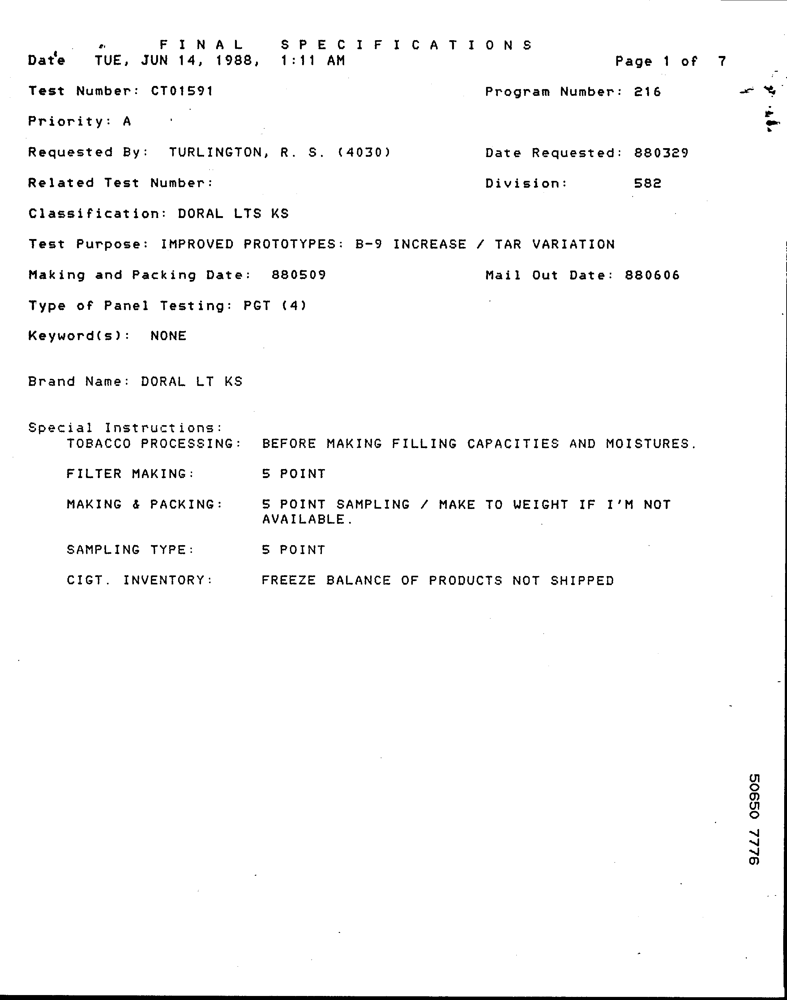 F I N A L   S P E C I F I C A T I O N S
Date TUE, JUN 14, 1988, 1:11 AM Page 1 of 7
Test Number: CT01591 Program Number: 216
Priority: A
Requested By: TURLINGTON, R. S. (4030) Date Requested: 880329
Related Test Number: Division: 582
Classification: DORAL LTS KS
Test Purpose: IMPROVED PROTOTYPES: B-9 INCREASE / TAR VARIATION
Making and Packing Date: 880509 Mail Out Date: 880606
Type of Panel Testing: PGT (4)
Keyword(s): NONE
Brand Name: DORAL LT KS
Special Instructions:
TOBACCO PROCESSING: BEFORE MAKING FILLING CAPACITIES AND MOISTURES.
FILTER MAKING: 5 POINT
MAKING & PACKING: 5 POINT SAMPLING / MAKE TO WEIGHT IF I'M NOT
AVAILABLE.
SAMPLING TYPE: 5 POINT
CIGT. INVENTORY: FREEZE BALANCE OF PRODUCTS NOT SHIPPED
50650 7776